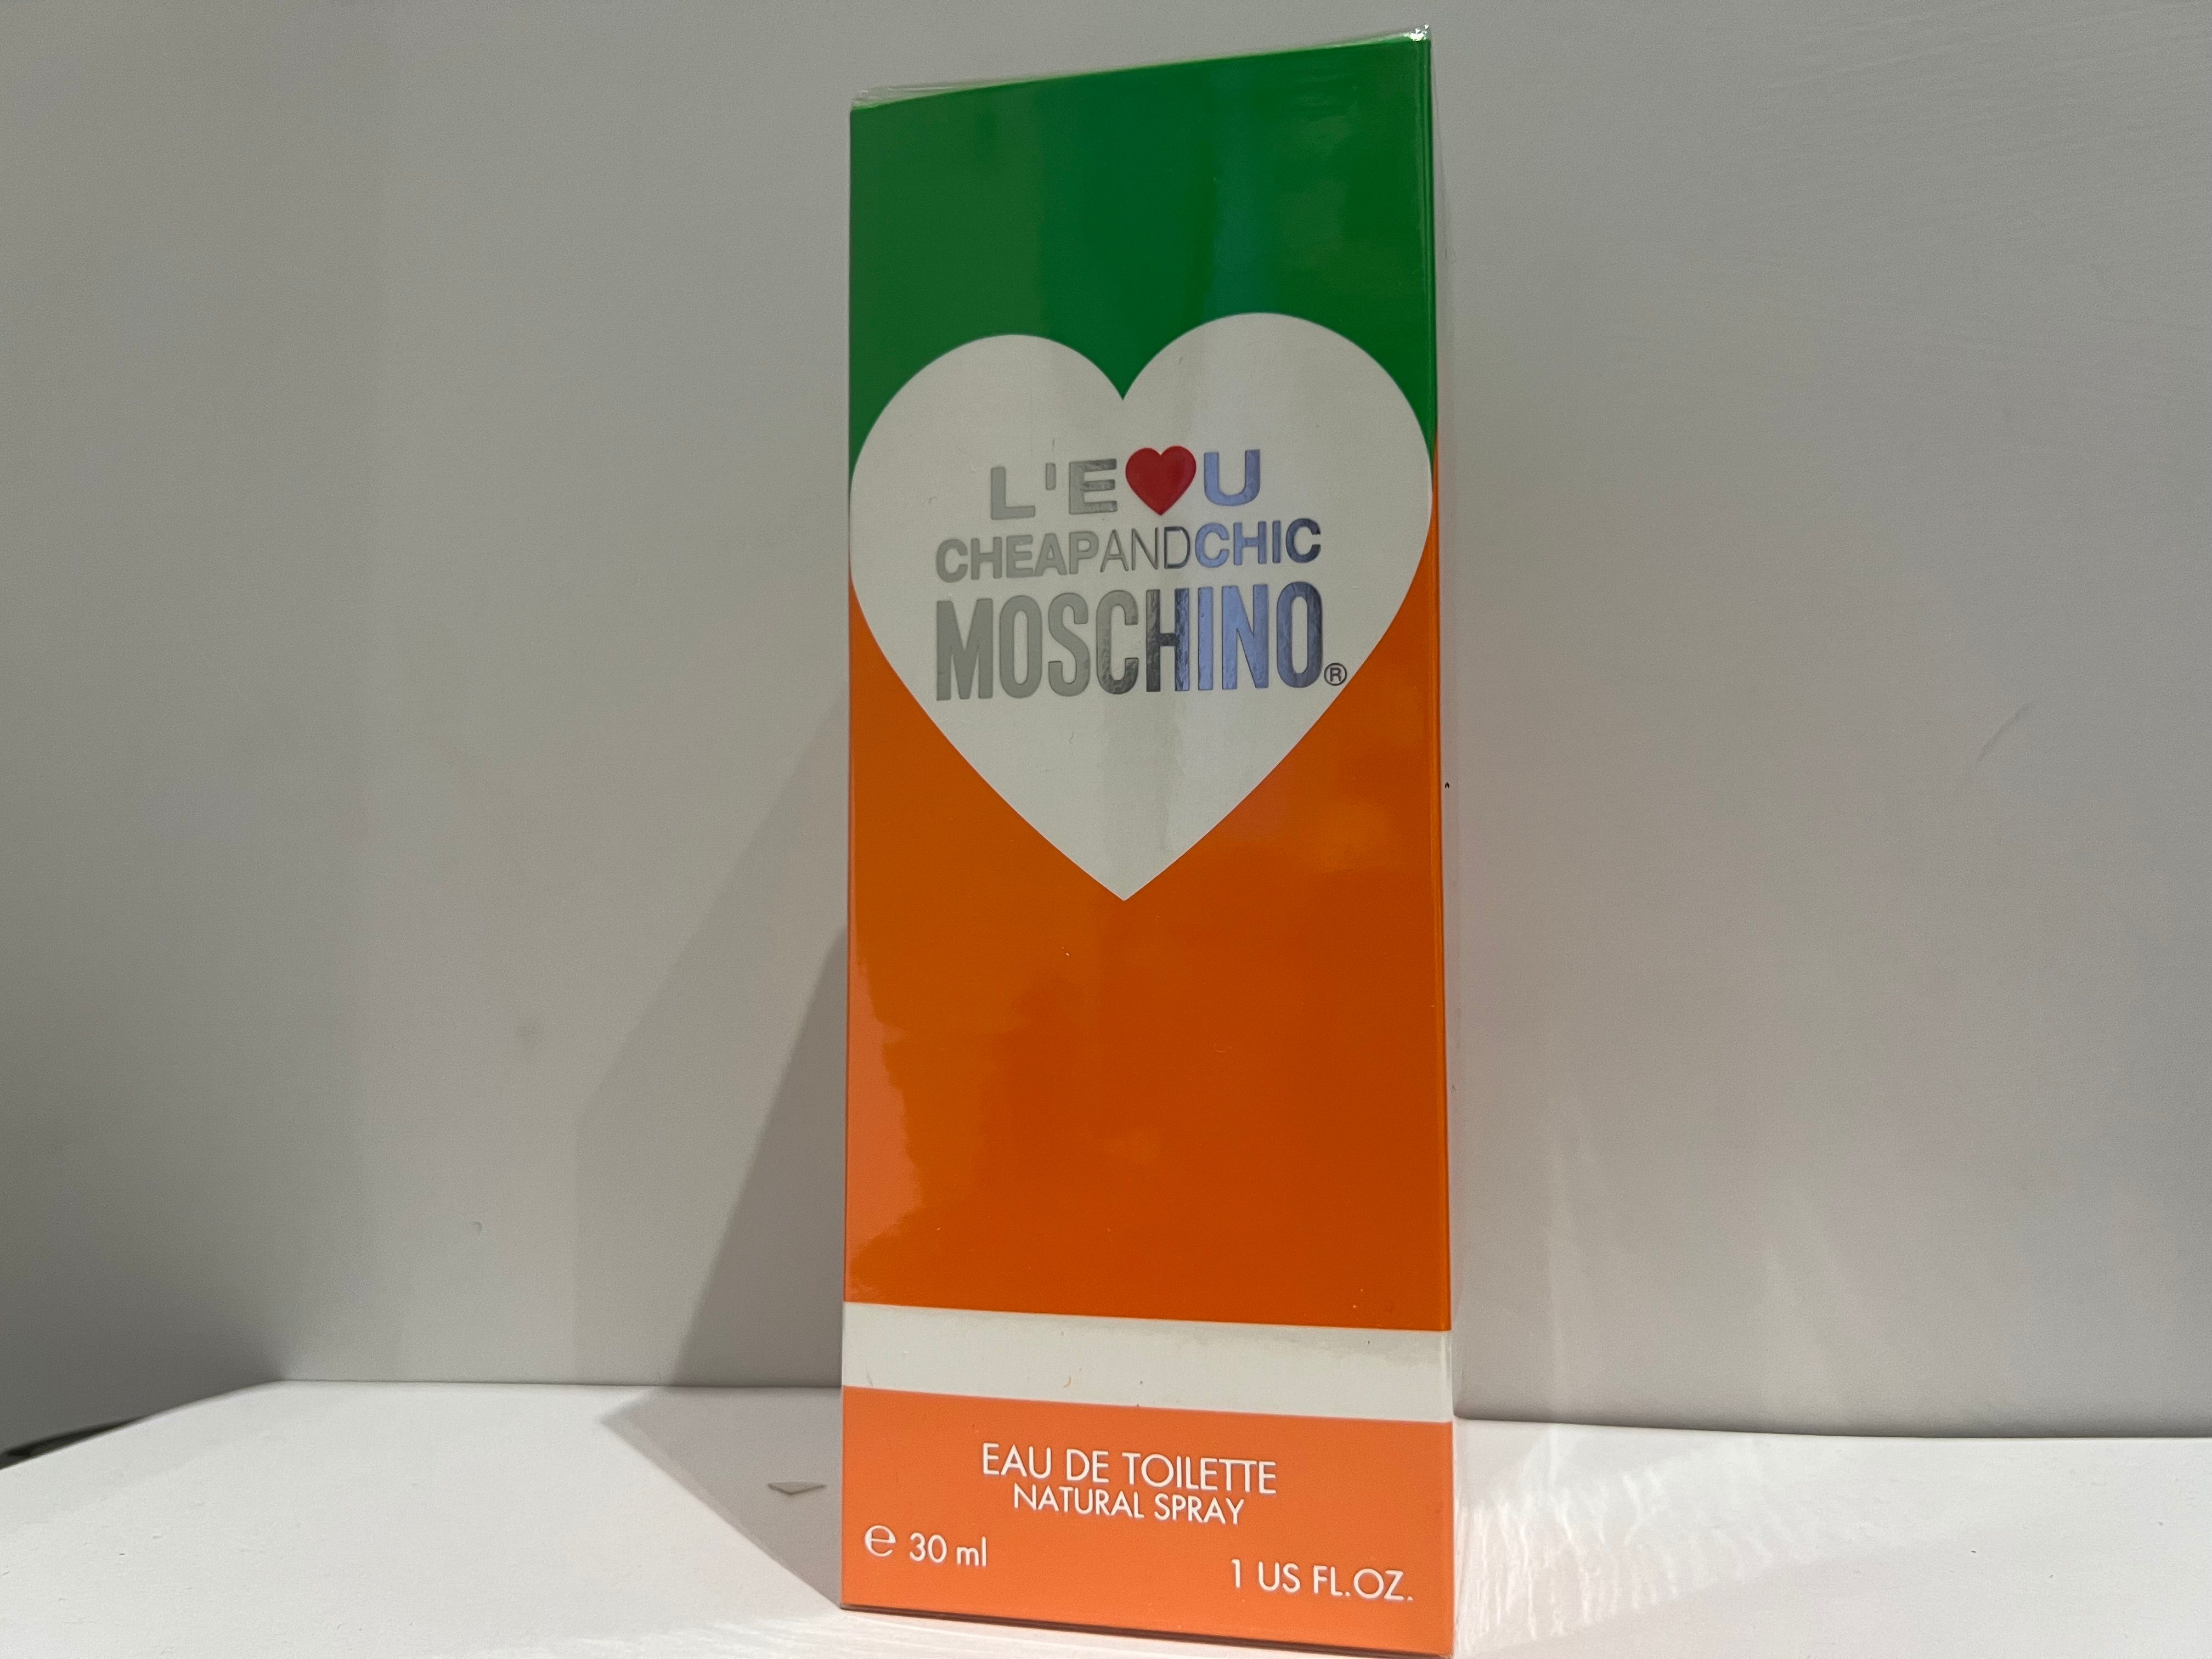 L'E❤U
CHEAPANDCHIC
MOSCHINO®
EAU DE TOILETTE
NATURAL SPRAY
℮ 30 ml
1 US FL.OZ.